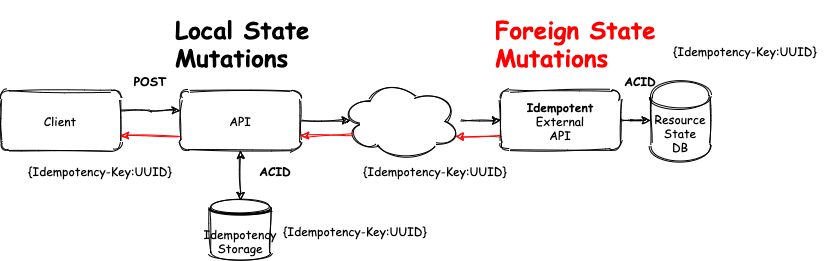 Local State
Mutations
Foreign State
Mutations
{Idempotency-Key:UUID}
POST
ACID
Client
API
Idempotent
External
API
Resource
State
DB
{Idempotency-Key:UUID}
ACID
{Idempotency-Key:UUID}
Idempotency
Storage
{Idempotency-Key:UUID}